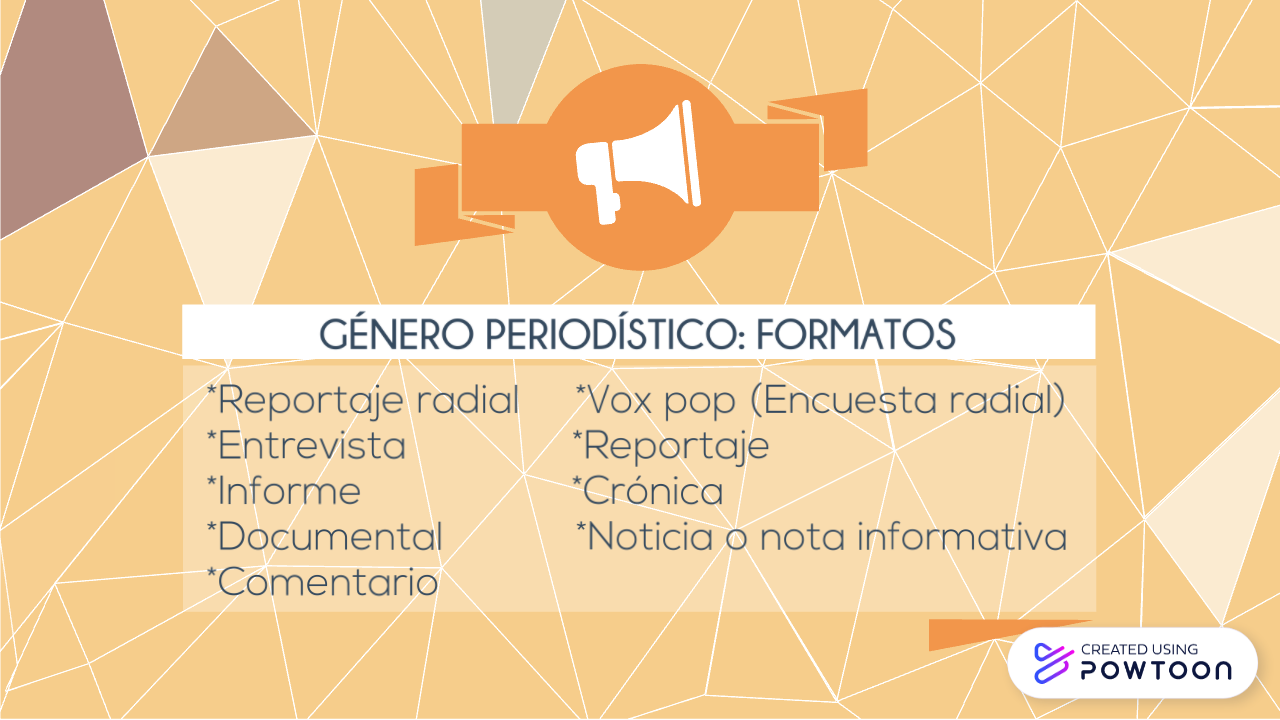 GÉNERO PERIODÍSTICO: FORMATOS
*Reportaje radial
*Entrevista
*Informe
*Documental
*Comentario
*Vox pop (Encuesta radial)
*Reportaje
*Crónica
*Noticia o nota informativa
CREATED USING
POWTOON